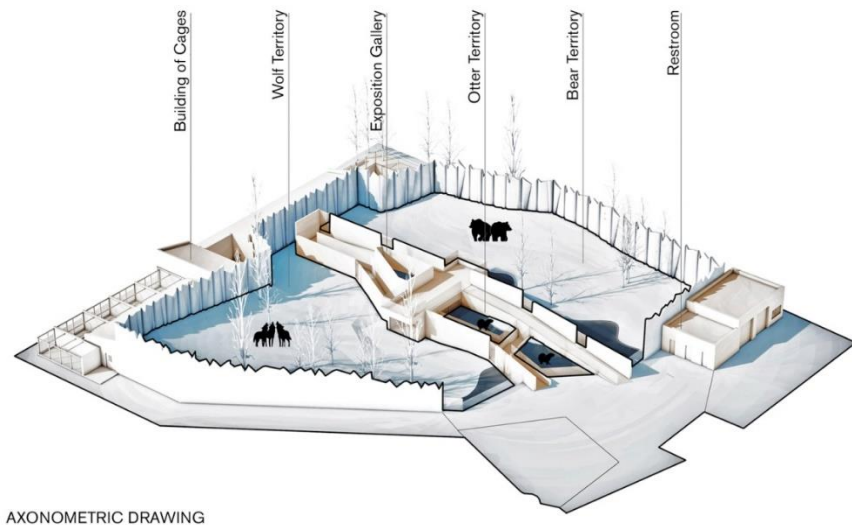 Building of Cages
Wolf Territory
Exposition Gallery
Otter Territory
Bear Territory
Restroom
AXONOMETRIC DRAWING